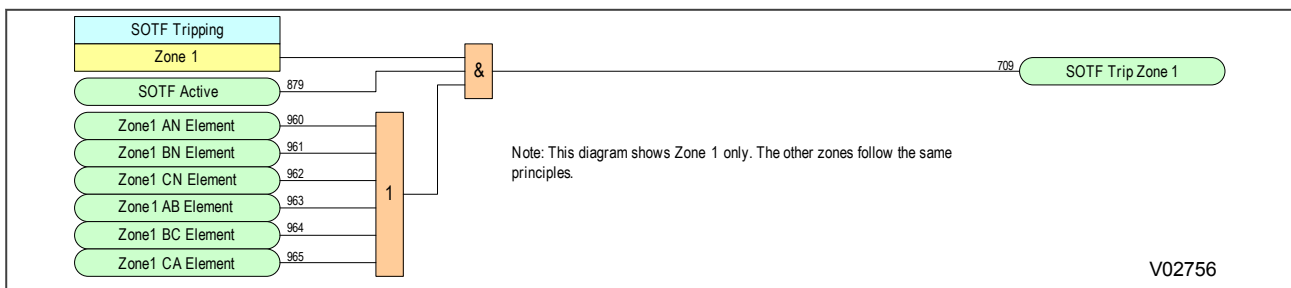 SOTF Tripping
Zone 1
SOTF Active
879
&
709
SOTF Trip Zone 1
Zone1 AN Element
960
Zone1 BN Element
961
Zone1 CN Element
962
Zone1 AB Element
963
Zone1 BC Element
964
Zone1 CA Element
965
1
Note: This diagram shows Zone 1 only. The other zones follow the same
principles.
V02756